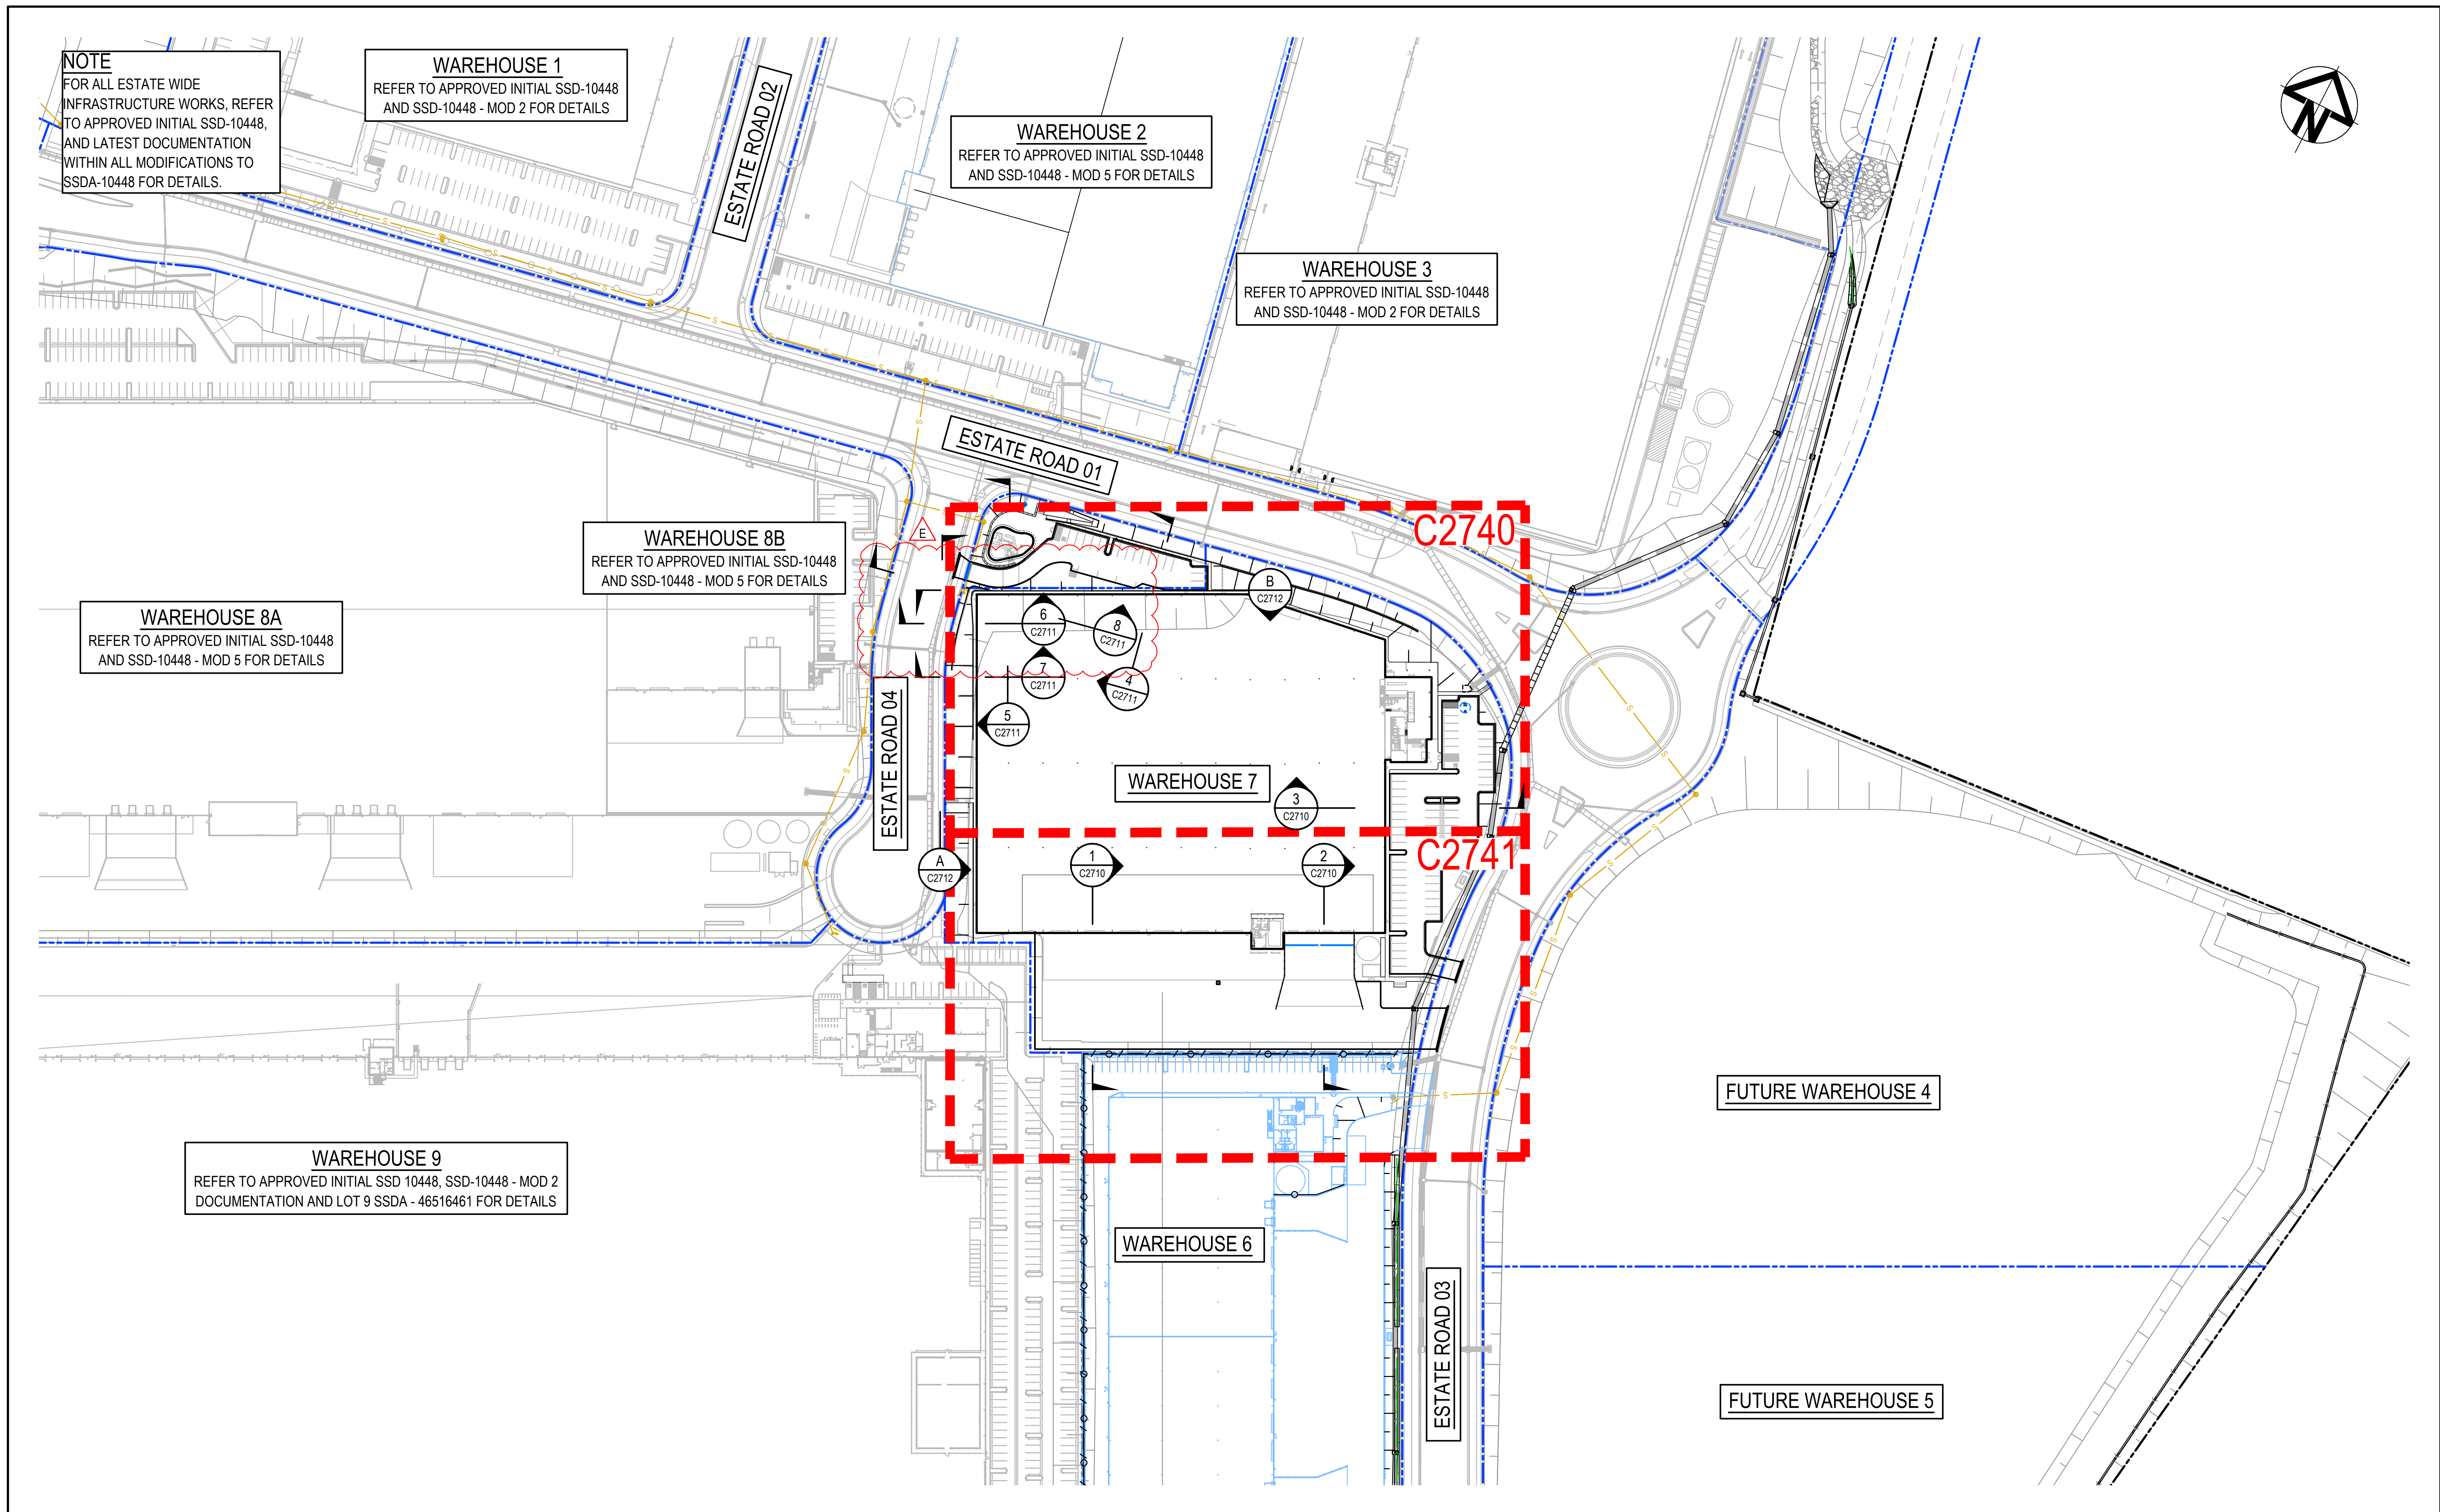 NOTE
FOR ALL ESTATE WIDE
INFRASTRUCTURE WORKS, REFER
TO APPROVED INITIAL SSD-10448,
AND LATEST DOCUMENTATION
WITHIN ALL MODIFICATIONS TO
SSDA-10448 FOR DETAILS.
WAREHOUSE 1
REFER TO APPROVED INITIAL SSD-10448
AND SSD-10448 - MOD 2 FOR DETAILS
ESTATE ROAD 02
WAREHOUSE 2
REFER TO APPROVED INITIAL SSD-10448
AND SSD-10448 - MOD 5 FOR DETAILS
N
WAREHOUSE 3
REFER TO APPROVED INITIAL SSD-10448
AND SSD-10448 - MOD 2 FOR DETAILS
ESTATE ROAD 01
C2740
E
WAREHOUSE 8B
REFER TO APPROVED INITIAL SSD-10448
AND SSD-10448 - MOD 5 FOR DETAILS
WAREHOUSE 8A
REFER TO APPROVED INITIAL SSD-10448
AND SSD-10448 - MOD 5 FOR DETAILS
B
C2712
6
C2711
8
C2711
7
C2711
4
C2711
5
C2711
ESTATE ROAD 04
WAREHOUSE 7
3
C2710
C2741
A
C2712
1
C2710
2
C2710
FUTURE WAREHOUSE 4
WAREHOUSE 9
REFER TO APPROVED INITIAL SSD 10448, SSD-10448 - MOD 2
DOCUMENTATION AND LOT 9 SSDA - 46516461 FOR DETAILS
WAREHOUSE 6
ESTATE ROAD 03
FUTURE WAREHOUSE 5